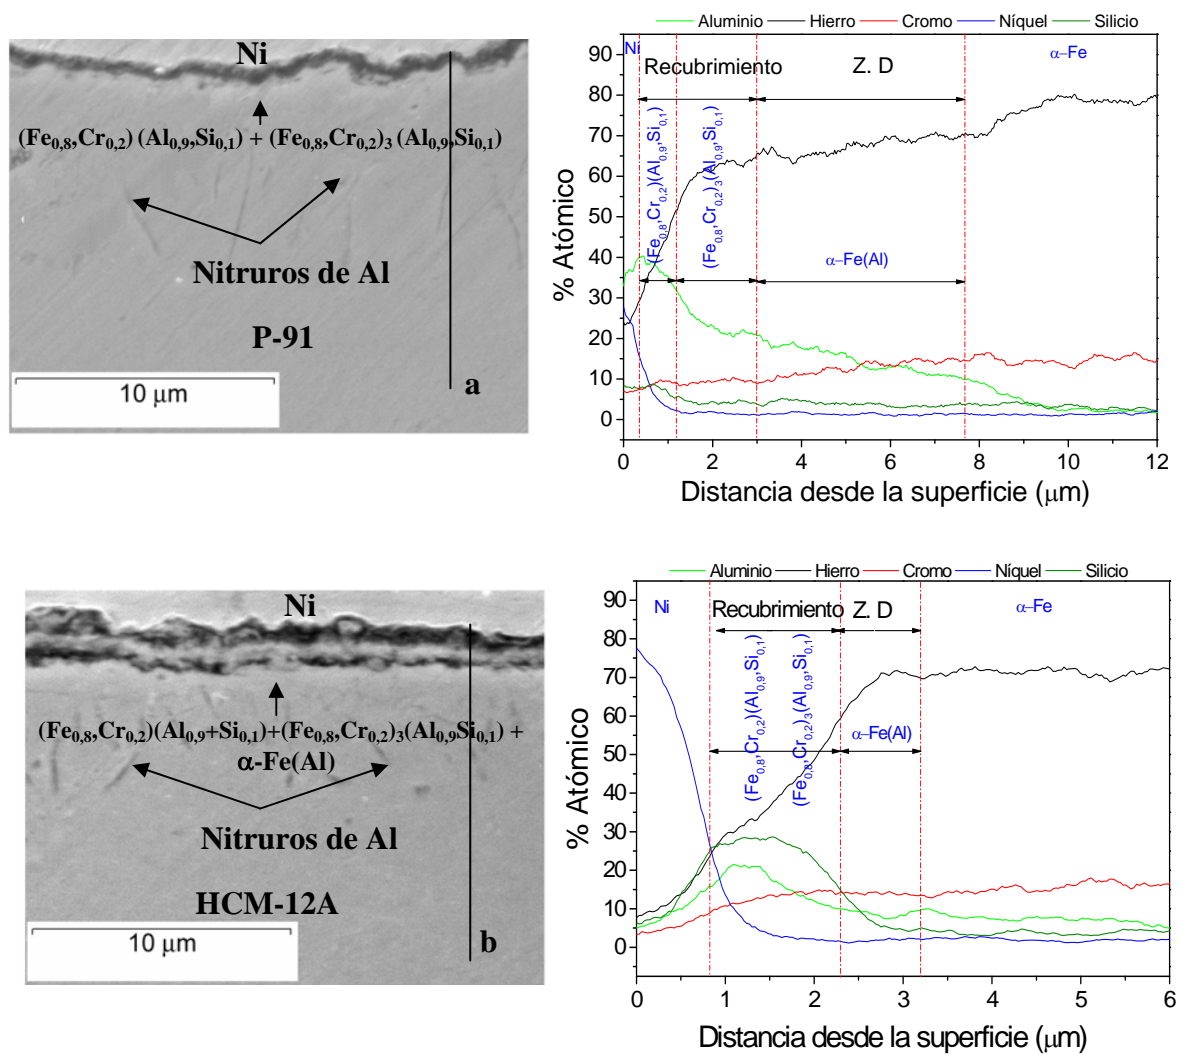 Ni
(Fe0,8,Cr0,2) (Al0,9,Si0,1) + (Fe0,8,Cr0,2)3 (Al0,9,Si0,1)
Nitruros de Al
P-91
10 μm
a
Aluminio Hierro Cromo Níquel Silicio
90
80
70
60
50
40
30
20
10
0
% Atómico
Ni
Recubrimiento
Z. D
α-Fe
(Fe0,8,Cr0,2)(Al0,9,Si0,1)
(Fe0,8,Cr0,2)3(Al0,9,Si0,1)
α-Fe(Al)
0 2 4 6 8 10 12
Distancia desde la superficie (μm)
Ni
(Fe0,8,Cr0,2)(Al0,9+Si0,1)+(Fe0,8,Cr0,2)3(Al0,9Si0,1) +
α-Fe(Al)
Nitruros de Al
HCM-12A
10 μm
b
Aluminio Hierro Cromo Níquel Silicio
90
80
70
60
50
40
30
20
10
0
% Atómico
Ni
Recubrimiento
Z. D
α-Fe
(Fe0,8,Cr0,2)(Al0,9,Si0,1)
(Fe0,8,Cr0,2)3(Al0,9,Si0,1)
α-Fe(Al)
0 1 2 3 4 5 6
Distancia desde la superficie (μm)